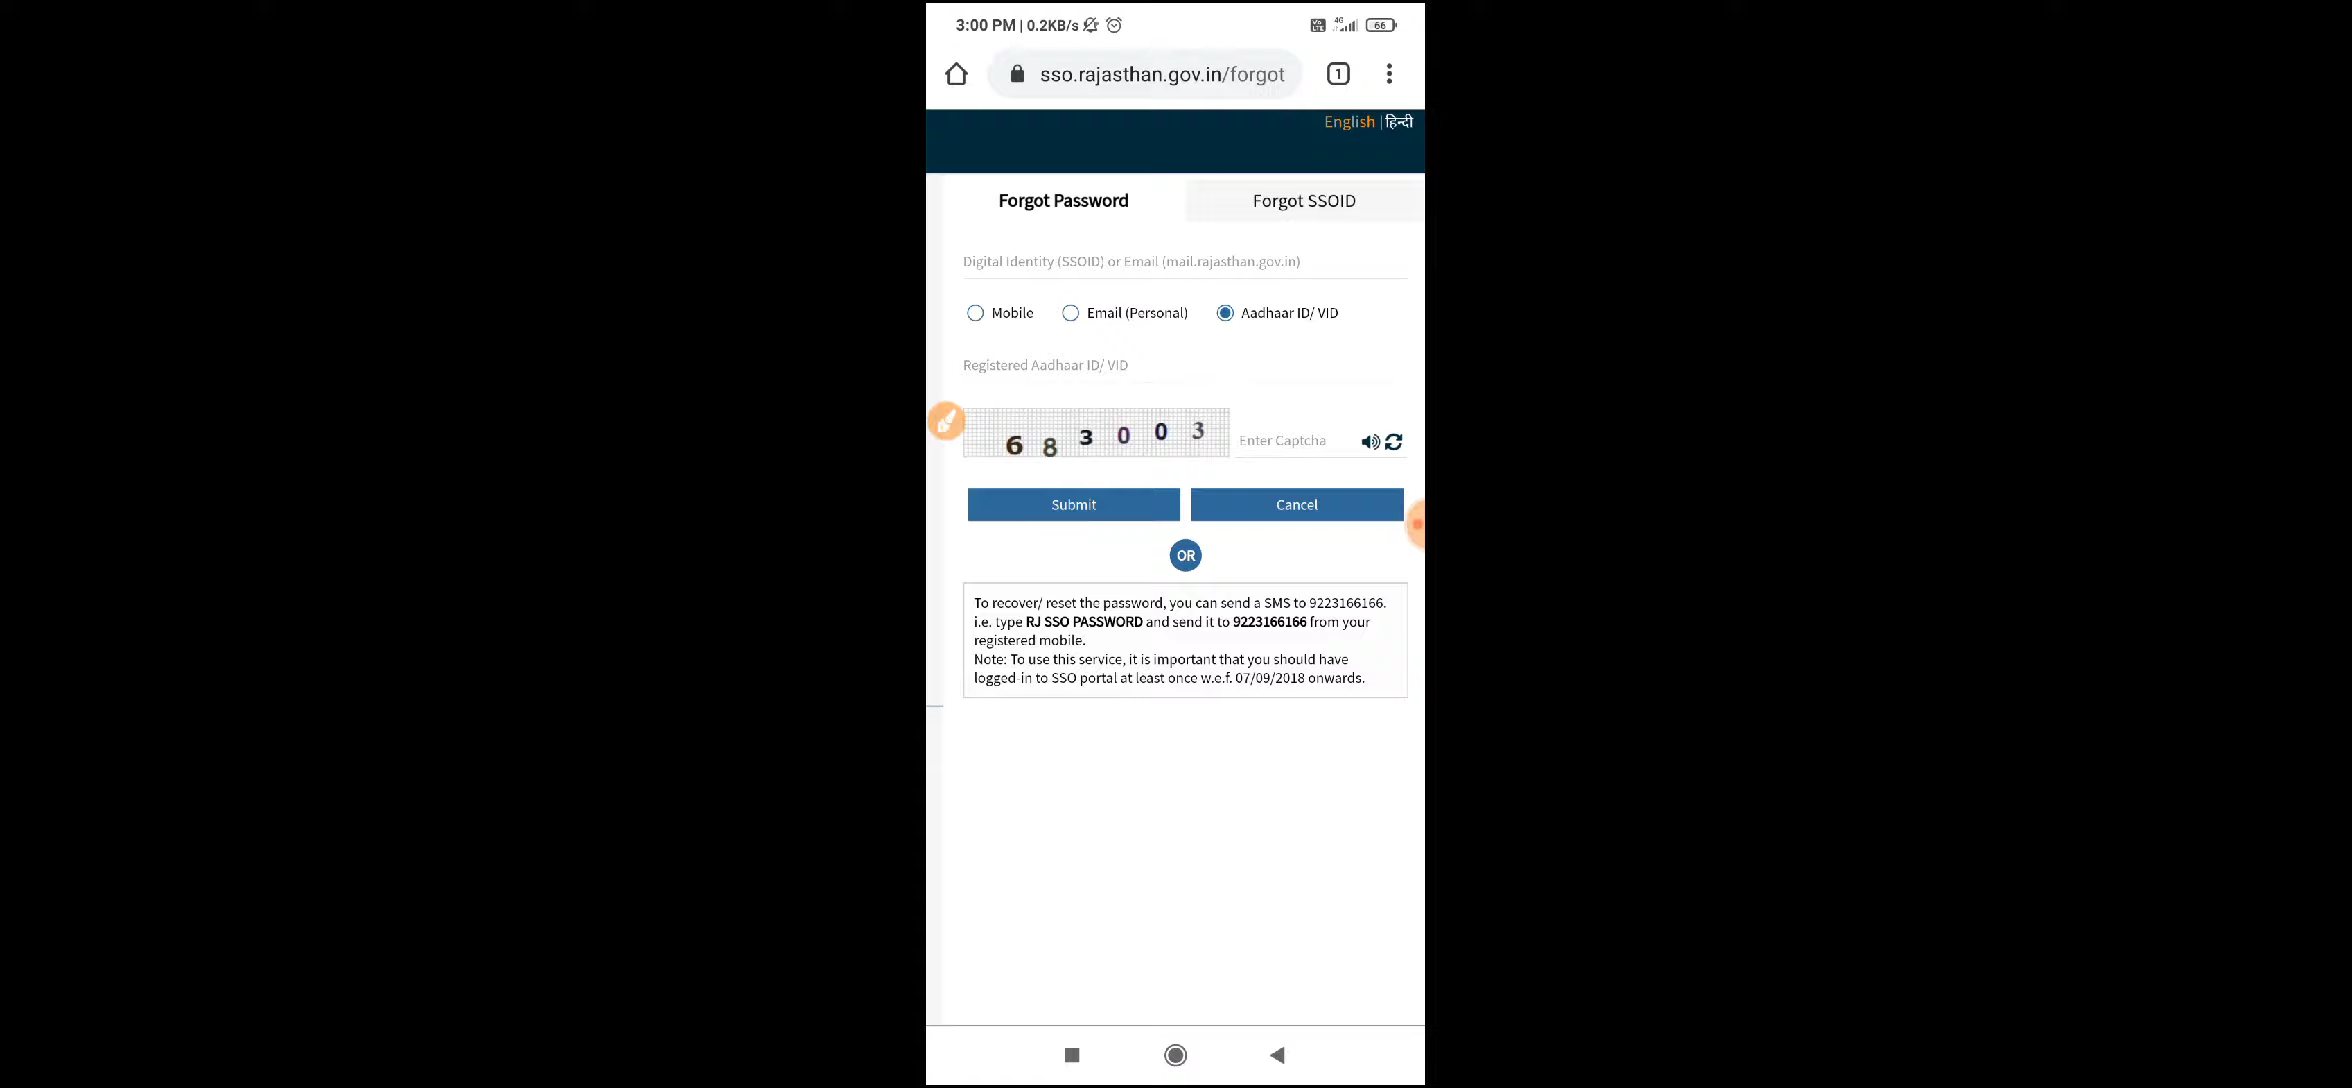 3:00 PM | 0.2KB/s
4G
66
sso.rajasthan.gov.in/forgot
1
English | हिन्दी
Forgot Password
Forgot SSOID
Digital Identity (SSOID) or Email (mail.rajasthan.gov.in)
Mobile
Email (Personal)
Aadhaar ID/ VID
Registered Aadhaar ID/ VID
6 8 3 0 0 3
Enter Captcha
Submit
Cancel
OR
To recover/ reset the password, you can send a SMS to 9223166166.
i.e. type RJ SSO PASSWORD and send it to 9223166166 from your
registered mobile.
Note: To use this service, it is important that you should have
logged-in to SSO portal at least once w.e.f. 07/09/2018 onwards.